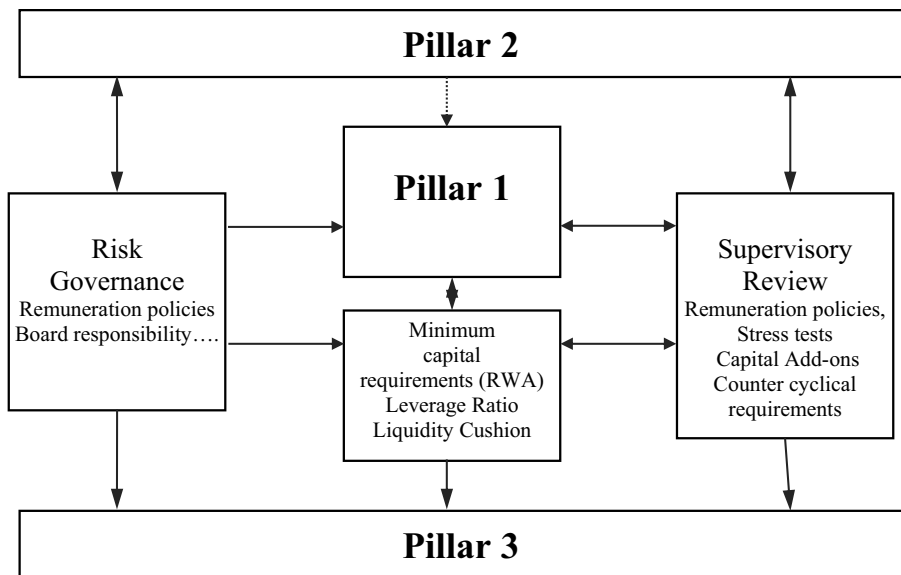 Pillar 2
Pillar 1
Risk
Governance
Remuneration policies
Board responsibility….
Minimum
capital
requirements (RWA)
Leverage Ratio
Liquidity Cushion
Supervisory
Review
Remuneration policies,
Stress tests
Capital Add-ons
Counter cyclical
requirements
Pillar 3